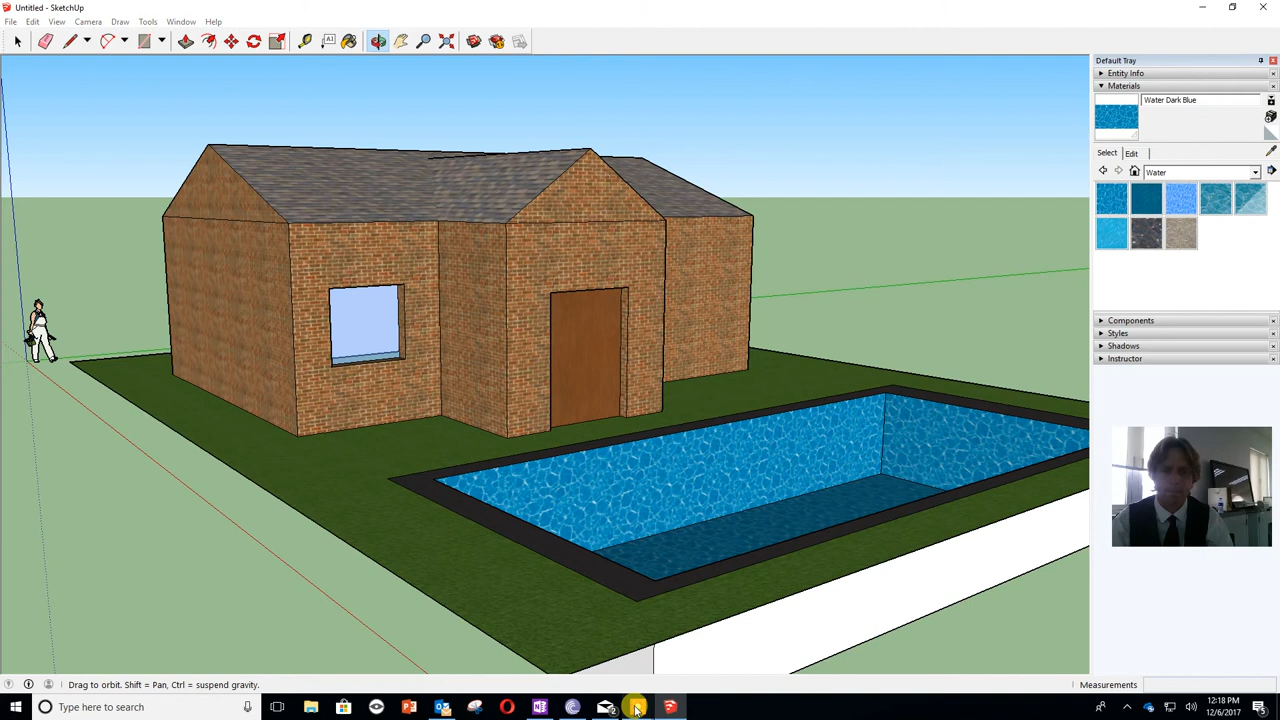 Untitled - SketchUp
File Edit View Camera Draw Tools Window Help
Default Tray
Entity Info
Materials
Water Dark Blue
Select Edit
Water
Components
Styles
Shadows
Instructor
Drag to orbit. Shift = Pan, Ctrl = suspend gravity.
Measurements
Type here to search
12:18 PM
12/6/2017